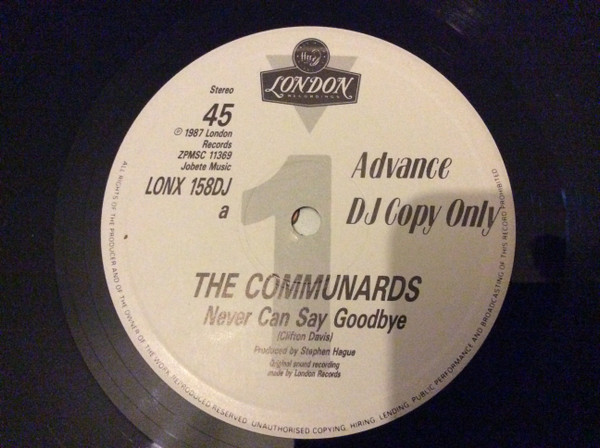 LONDON
RECORDINGS
Stereo
45
℗ 1987 London
Records
ZPMSC 11369
Jobete Music
LONX 158DJ
a
1
Advance
DJ Copy Only
THE COMMUNARDS
Never Can Say Goodbye
(Clifton Davis)
Produced by Stephen Hague
Original sound recording
made by London Records
ALL RIGHTS OF THE PRODUCER AND OF THE OWNER OF THE WORK REPRODUCED RESERVED. UNAUTHORISED COPYING, HIRING, LENDING, PUBLIC PERFORMANCE AND BROADCASTING OF THIS RECORD PROHIBITED